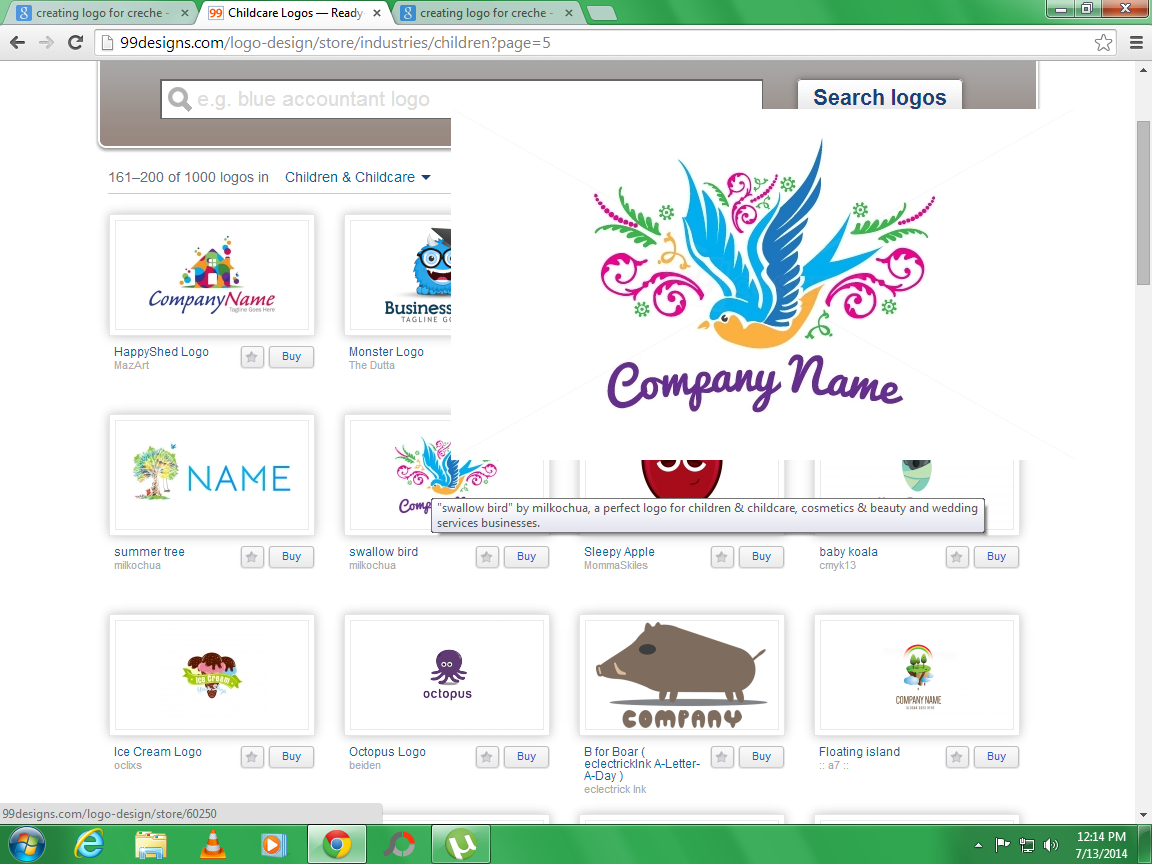 creating logo for creche -
99 Childcare Logos — Ready
creating logo for creche -
99designs.com/logo-design/store/industries/children?page=5
e.g. blue accountant logo
Search logos
161–200 of 1000 logos in Children & Childcare
CompanyName
Tagline Goes Here
Business
TAGLINE GO
Company Name
HappyShed Logo
MazArt
Buy
Monster Logo
The Dutta
NAME
Comp
"swallow bird" by milkochua, a perfect logo for children & childcare, cosmetics & beauty and wedding
services businesses.
summer tree
milkochua
Buy
swallow bird
milkochua
Buy
Sleepy Apple
MommaSkiles
Buy
baby koala
cmyk13
Buy
Ice Cream
octopus
COMPANY
COMPANY NAME
Ice Cream Logo
oclixs
Buy
Octopus Logo
beiden
Buy
B for Boar (
eclectrickInk A-Letter-
A-Day )
eclectrick Ink
Buy
Floating island
:: a7 ::
Buy
99designs.com/logo-design/store/60250
12:14 PM
7/13/2014